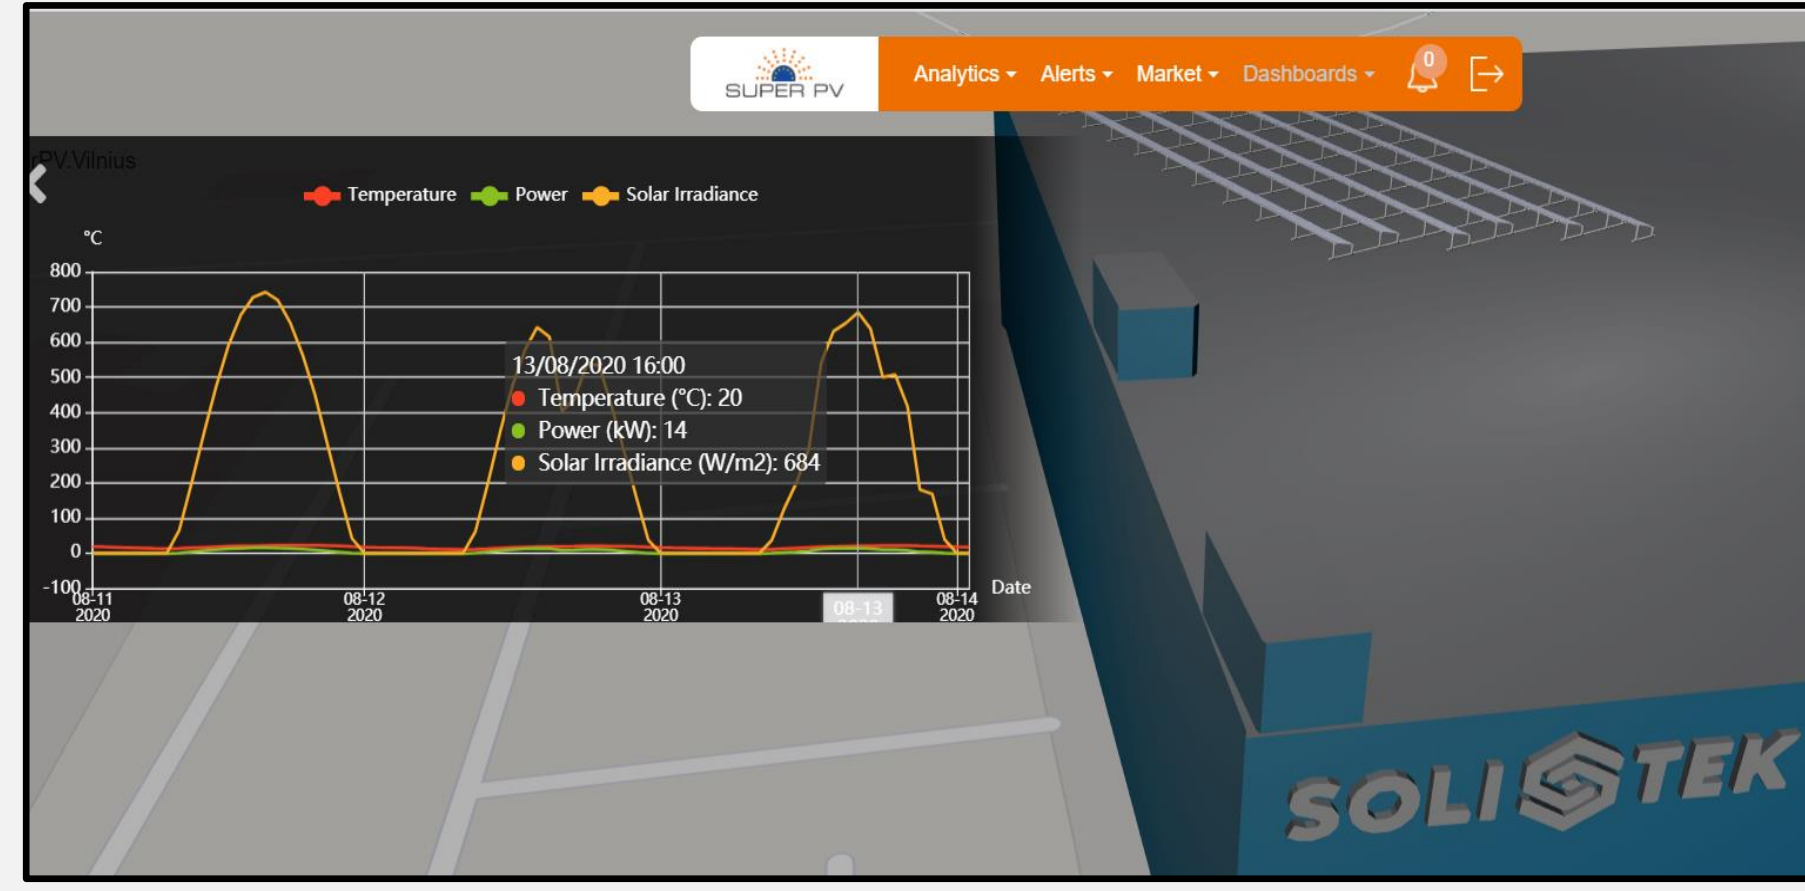 SUPER PV
Analytics
Alerts
Market
Dashboards
0
rPV.Vilnius
Temperature
Power
Solar Irradiance
°C
800
700
600
500
400
300
200
100
0
-100
13/08/2020 16:00
Temperature (°C): 20
Power (kW): 14
Solar Irradiance (W/m2): 684
08-11
2020
08-12
2020
08-13
2020
08-13
08-14
2020
Date
SOLISTEK